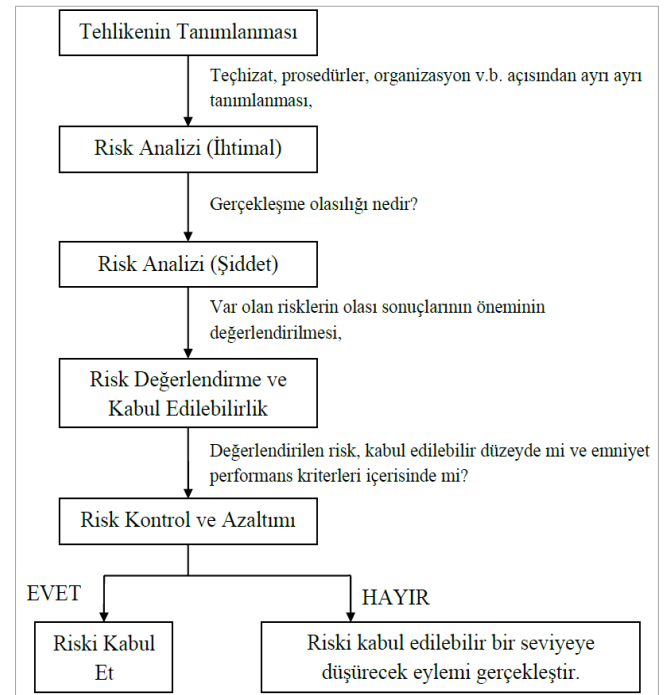 Tehlikenin Tanımlanması
Teçhizat, prosedürler, organizasyon v.b. açısından ayrı ayrı
tanımlanması,
Risk Analizi (İhtimal)
Gerçekleşme olasılığı nedir?
Risk Analizi (Şiddet)
Var olan risklerin olası sonuçlarının öneminin
değerlendirilmesi,
Risk Değerlendirme ve
Kabul Edilebilirlik
Değerlendirilen risk, kabul edilebilir düzeyde mi ve emniyet
performans kriterleri içerisinde mi?
Risk Kontrol ve Azaltımı
EVET
HAYIR
Riski Kabul
Et
Riski kabul edilebilir bir seviyeye
düşürecek eylemi gerçekleştir.